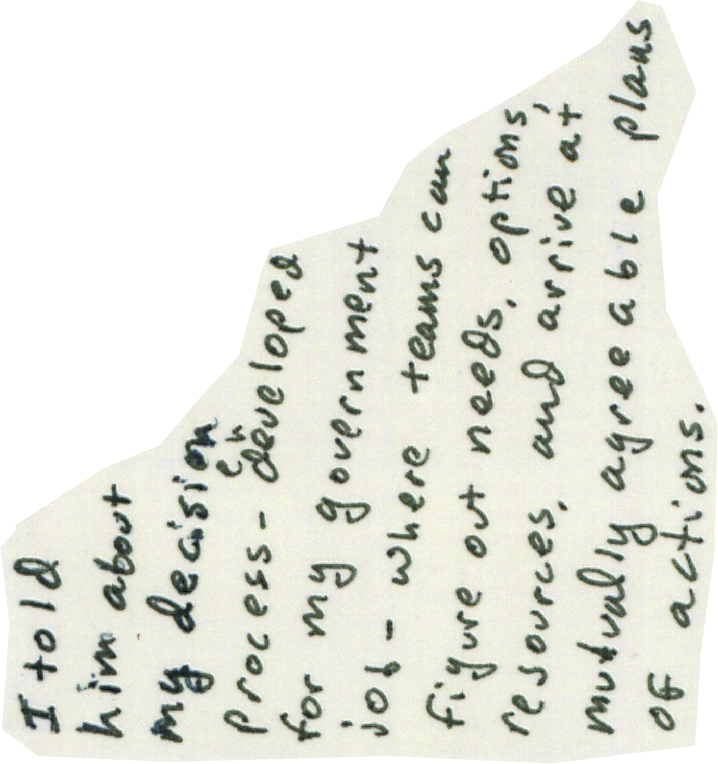 I told
him about
my decision
process - developed
for my government
job - where teams can
figure out needs, options,
resources, and arrive at
mutually agreeable plans
of actions.